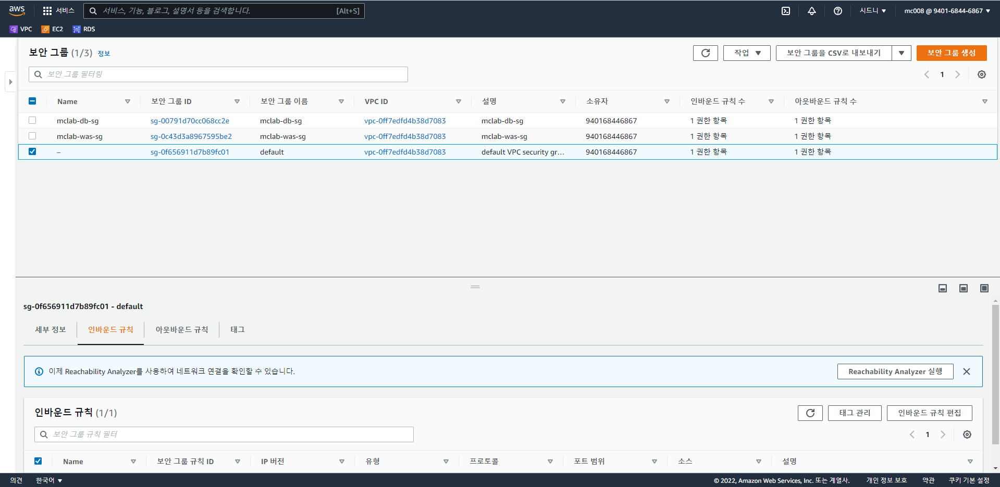 aws 서비스 서비스, 기능, 블로그, 설명서 등을 검색합니다. [Alt+S] 시드니 ▼ mc008 @ 9401-6844-6867 ▼
VPC EC2 RDS
보안 그룹 (1/3) 정보 작업 ▼ 보안 그룹을 CSV로 내보내기 ▼ 보안 그룹 생성
보안 그룹 필터링 1
Name 보안 그룹 ID 보안 그룹 이름 VPC ID 설명 소유자 인바운드 규칙 수 아웃바운드 규칙 수
mclab-db-sg sg-00791d70cc068cc2e mclab-db-sg vpc-0ff7edfd4b38d7083 mclab-db-sg 940168446867 1 권한 항목 1 권한 항목
mclab-was-sg sg-0c43d3a8967595be2 mclab-was-sg vpc-0ff7edfd4b38d7083 mclab-was-sg 940168446867 1 권한 항목 1 권한 항목
– sg-0f656911d7b89fc01 default vpc-0ff7edfd4b38d7083 default VPC security gr... 940168446867 1 권한 항목 1 권한 항목
sg-0f656911d7b89fc01 - default
세부 정보 인바운드 규칙 아웃바운드 규칙 태그
이제 Reachability Analyzer를 사용하여 네트워크 연결을 확인할 수 있습니다. Reachability Analyzer 실행
인바운드 규칙 (1/1) 태그 관리 인바운드 규칙 편집
보안 그룹 규칙 필터 1
Name 보안 그룹 규칙 ID IP 버전 유형 프로토콜 포트 범위 소스 설명
의견 한국어 ▼ © 2022, Amazon Web Services, Inc. 또는 계열사. 개인 정보 보호 약관 쿠키 기본 설정